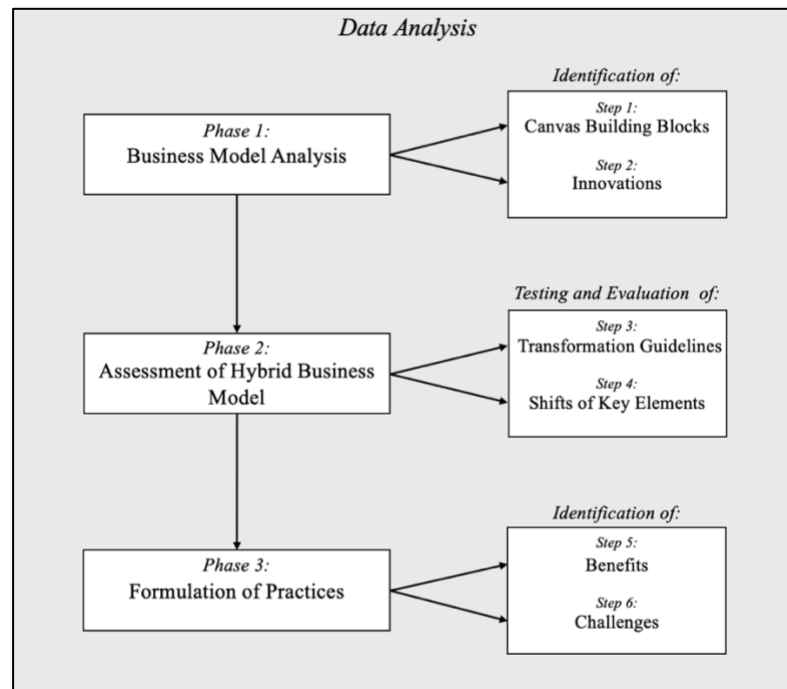 Data Analysis
Phase 1:
Business Model Analysis
Identification of:
Step 1:
Canvas Building Blocks
Step 2:
Innovations
Phase 2:
Assessment of Hybrid Business
Model
Testing and Evaluation of:
Step 3:
Transformation Guidelines
Step 4:
Shifts of Key Elements
Phase 3:
Formulation of Practices
Identification of:
Step 5:
Benefits
Step 6:
Challenges